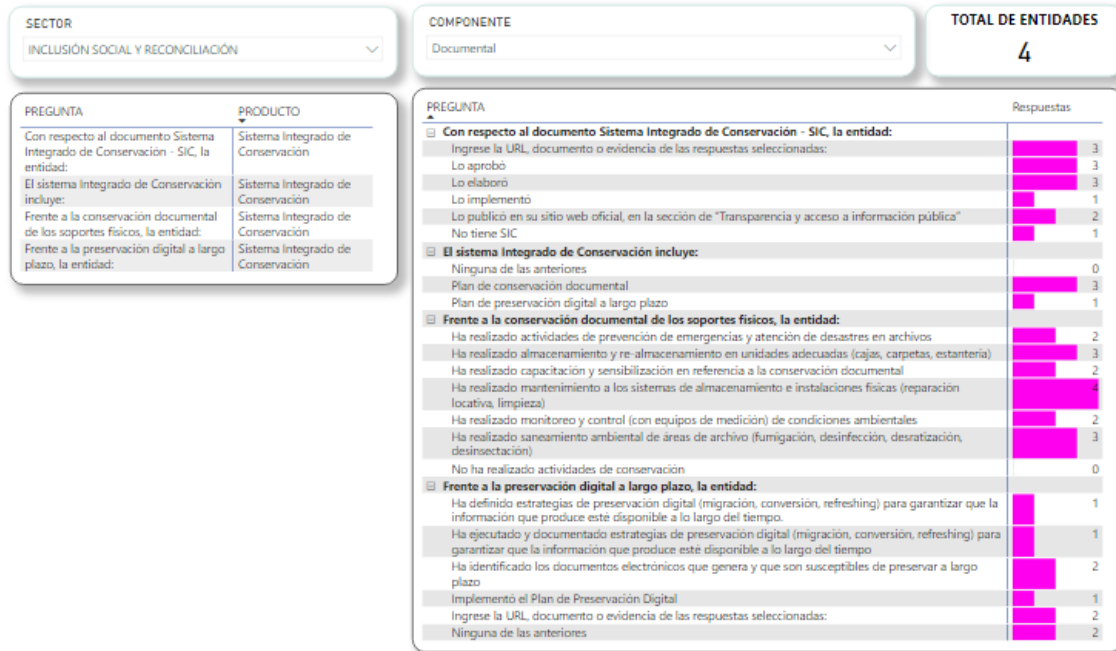 SECTOR
INCLUSIÓN SOCIAL Y RECONCILIACIÓN
COMPONENTE
Documental
TOTAL DE ENTIDADES
4
PREGUNTA PRODUCTO
Con respecto al documento Sistema Sistema Integrado de
Integrado de Conservación - SIC, la Conservación
entidad:
El sistema Integrado de Conservación Sistema Integrado de
incluye: Conservación
Frente a la conservación documental Sistema Integrado de
de los soportes físicos, la entidad: Conservación
Frente a la preservación digital a largo Sistema Integrado de
plazo, la entidad: Conservación
PREGUNTA Respuestas
Con respecto al documento Sistema Integrado de Conservación - SIC, la entidad:
Ingrese la URL, documento o evidencia de las respuestas seleccionadas: 3
Lo aprobó 3
Lo elaboró 3
Lo implementó 1
Lo publicó en su sitio web oficial, en la sección de "Transparencia y acceso a información pública" 2
No tiene SIC 1
El sistema Integrado de Conservación incluye:
Ninguna de las anteriores 0
Plan de conservación documental 3
Plan de preservación digital a largo plazo 1
Frente a la conservación documental de los soportes físicos, la entidad:
Ha realizado actividades de prevención de emergencias y atención de desastres en archivos 2
Ha realizado almacenamiento y re-almacenamiento en unidades adecuadas (cajas, carpetas, estantería) 3
Ha realizado capacitación y sensibilización en referencia a la conservación documental 2
Ha realizado mantenimiento a los sistemas de almacenamiento e instalaciones físicas (reparación 4
locativa, limpieza)
Ha realizado monitoreo y control (con equipos de medición) de condiciones ambientales 2
Ha realizado saneamiento ambiental de áreas de archivo (fumigación, desinfección, desratización, 3
desinsectación)
No ha realizado actividades de conservación 0
Frente a la preservación digital a largo plazo, la entidad:
Ha definido estrategias de preservación digital (migración, conversión, refreshing) para garantizar que la 1
información que produce esté disponible a lo largo del tiempo.
Ha ejecutado y documentado estrategias de preservación digital (migración, conversión, refreshing) para 1
garantizar que la información que produce esté disponible a lo largo del tiempo
Ha identificado los documentos electrónicos que genera y que son susceptibles de preservar a largo 2
plazo
Implementó el Plan de Preservación Digital 1
Ingrese la URL, documento o evidencia de las respuestas seleccionadas: 2
Ninguna de las anteriores 2